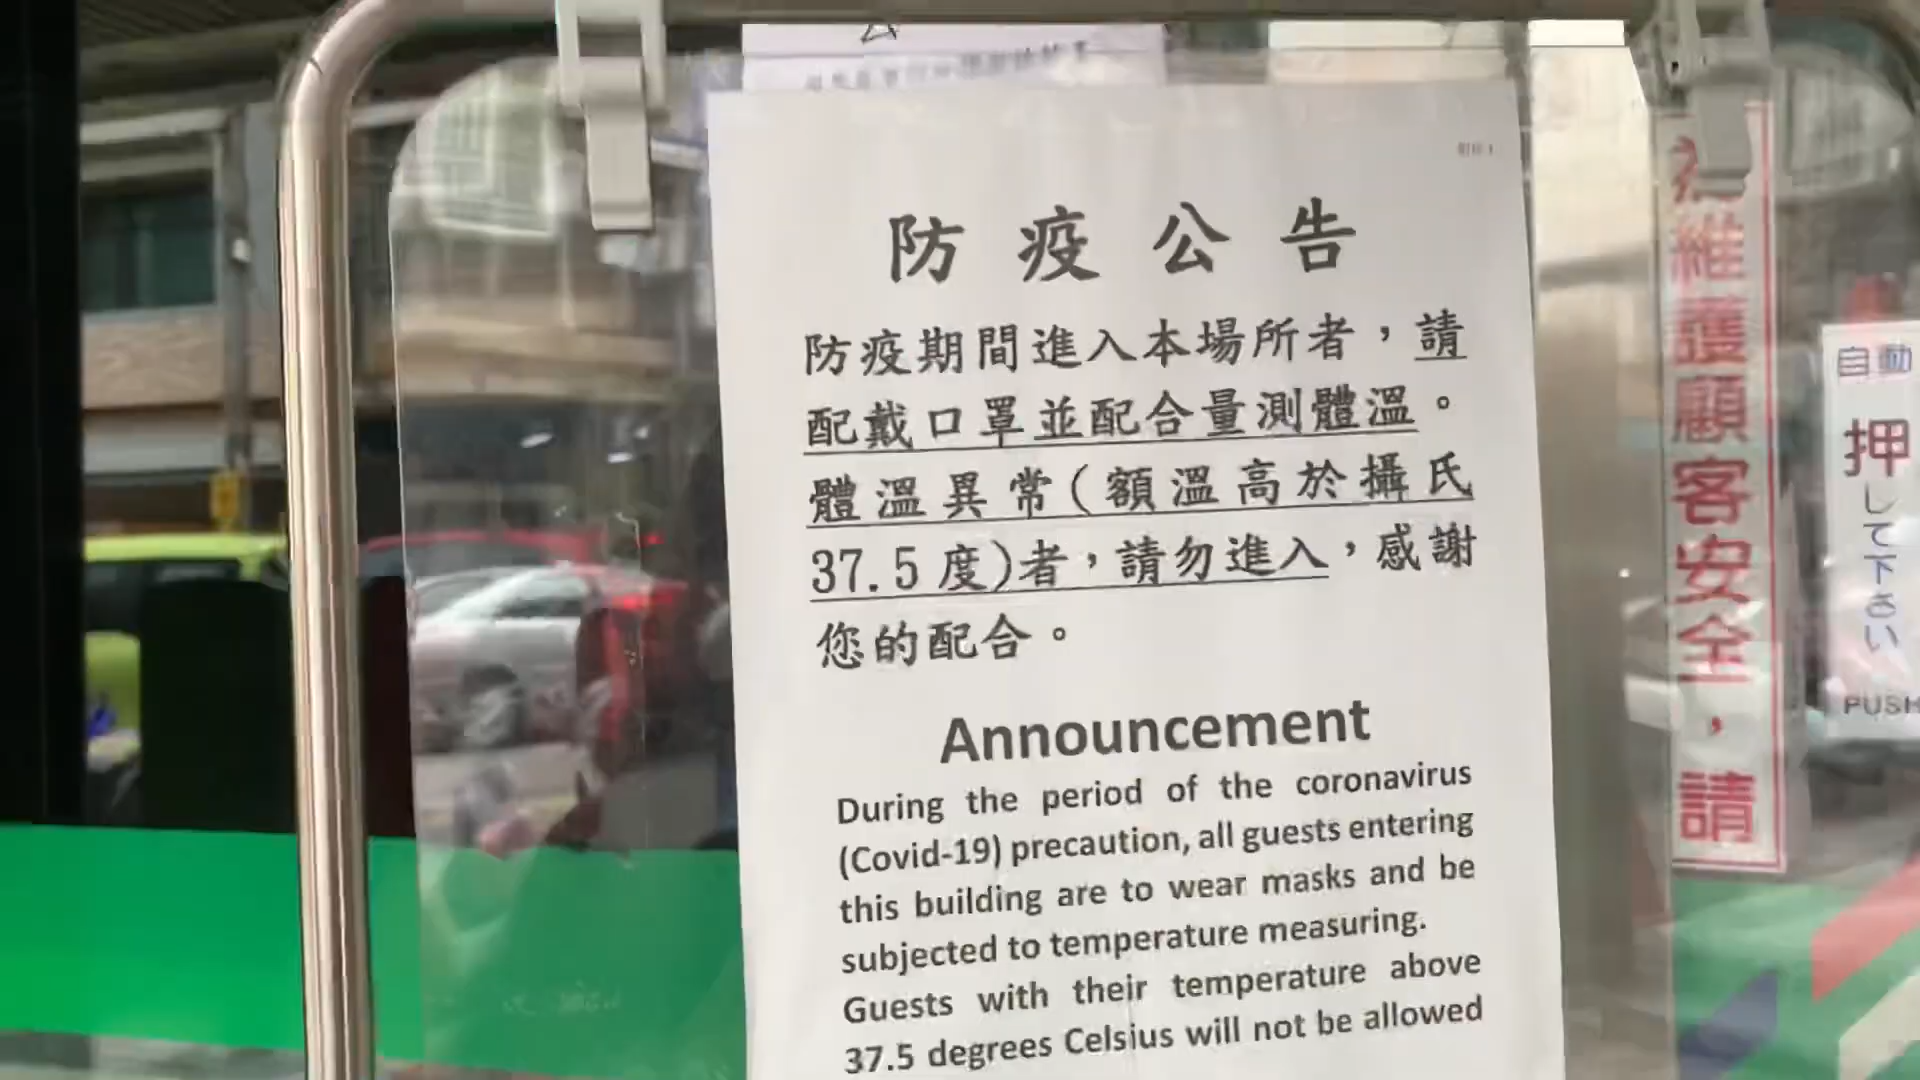 防疫公告
防疫期間進入本場所者，請
配戴口罩並配合量測體溫。
體溫異常(額溫高於攝氏
37.5 度)者，請勿進入，感謝
您的配合。
Announcement
During the period of the coronavirus
(Covid-19) precaution, all guests entering
this building are to wear masks and be
subjected to temperature measuring.
Guests with their temperature above
37.5 degrees Celsius will not be allowed
維護顧客安全，請
自動
押して下さい
PUSH